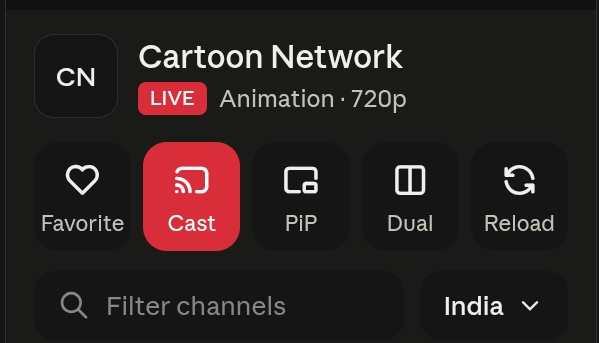 CN
Cartoon Network
LIVE Animation · 720p
Favorite Cast PiP Dual Reload
Filter channels India